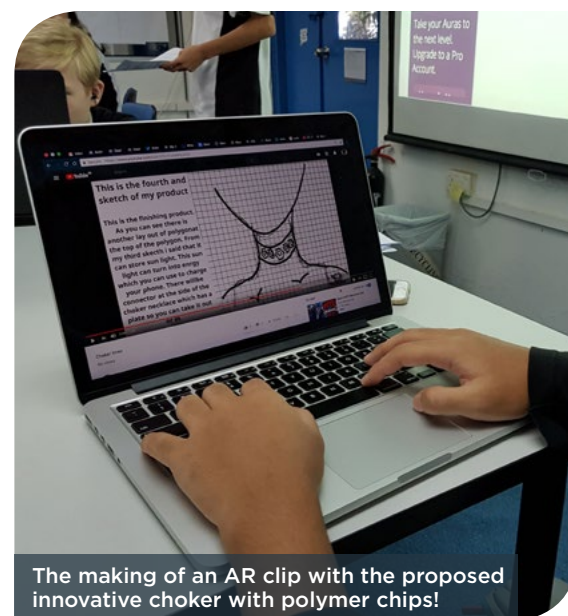 Take your Auras to
the next level.
Upgrade to a Pro
Account.
YouTube
This is the fourth and
sketch of my product
This is the finishing product.
As you can see there is
another lay out of polygonat
the top of the polygon. From
my third skecth i said that it
can store sun light. This sun
light can turn into energy
which you can use to charge
your phone. There willbe
connector at the side of the
choker necklace which has a
plate so you can take it out
The making of an AR clip with the proposed
innovative choker with polymer chips!